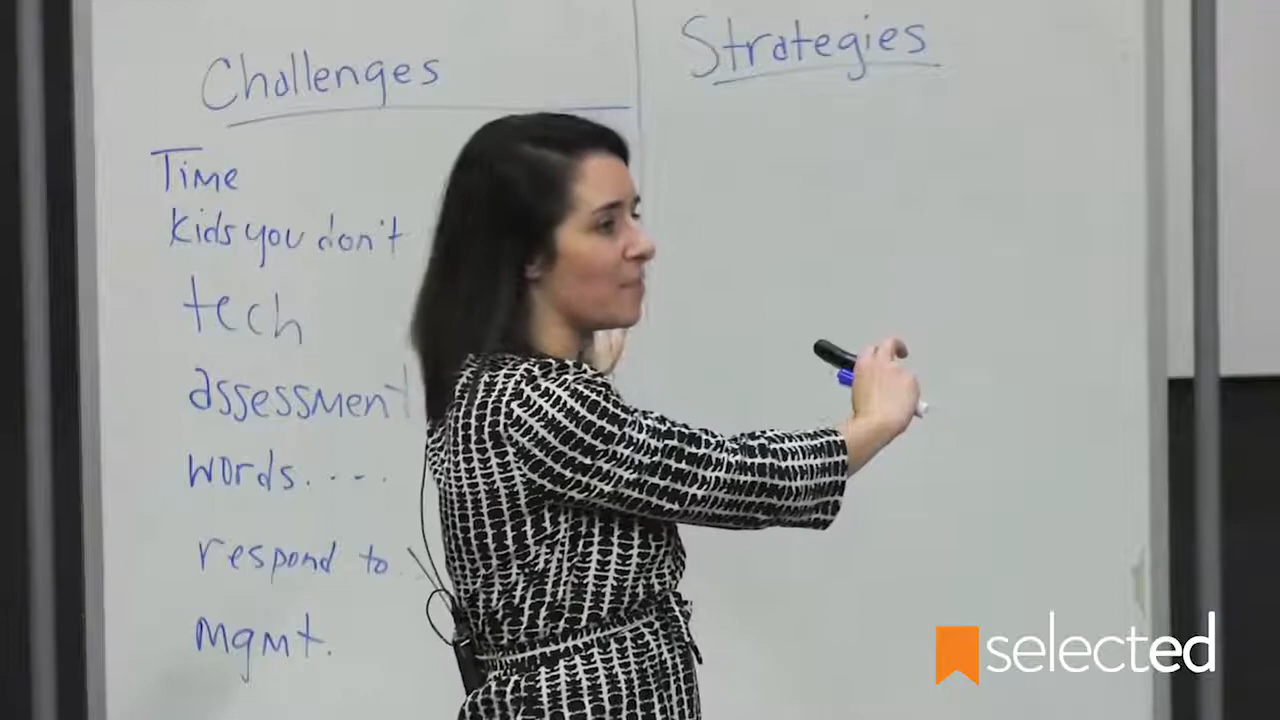 Challenges
Time
kids you don't
tech
assessment
words.....
respond to
mgmt.
Strategies
selected